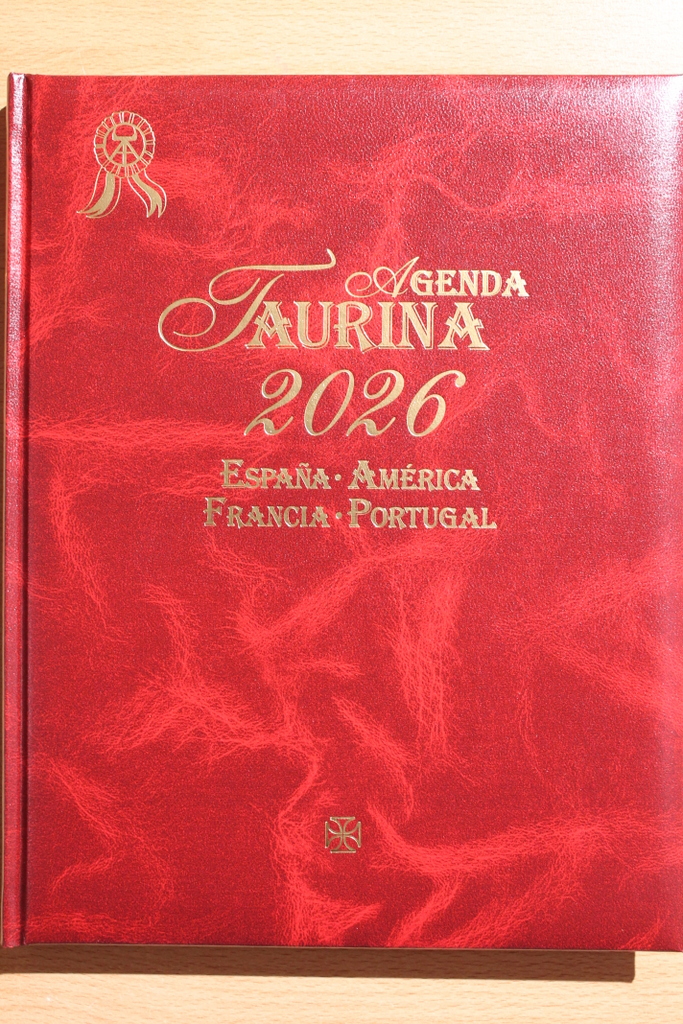 AGENDA
TAURINA
2026
ESPAÑA · AMÉRICA
FRANCIA · PORTUGAL